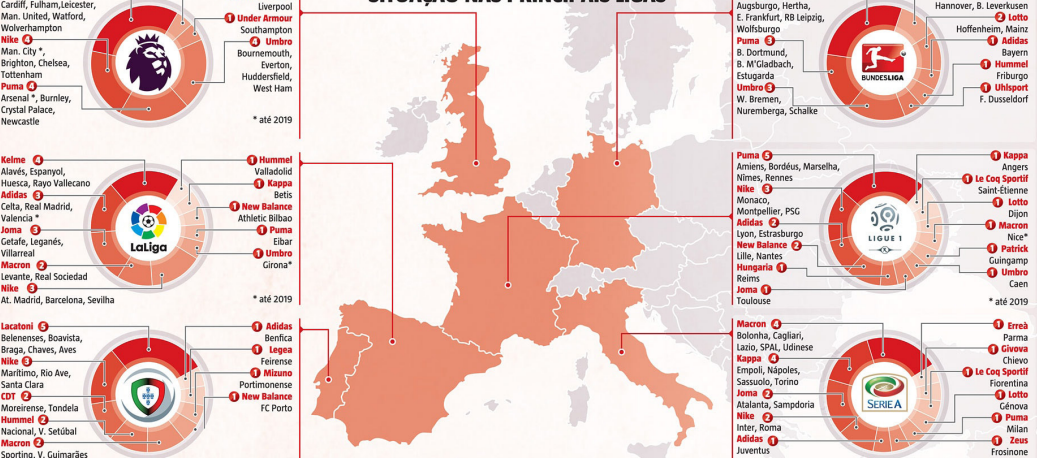 SITUAÇÃO NAS PRINCIPAIS LIGAS
Cardiff, Fulham,Leicester,
Man. United, Watford,
Wolverhampton
Nike 4
Man. City *,
Brighton, Chelsea,
Tottenham
Puma 4
Arsenal *, Burnley,
Crystal Palace,
Newcastle
Liverpool
1 Under Armour
Southampton
4 Umbro
Bournemouth,
Everton,
Huddersfield,
West Ham
* até 2019
Kelme 4
Alavés, Espanyol,
Huesca, Rayo Vallecano
Adidas 3
Celta, Real Madrid,
Valencia *
Joma 3
Getafe, Leganés,
Villarreal
Macron 2
Levante, Real Sociedad
Nike 3
At. Madrid, Barcelona, Sevilha
LaLiga
1 Hummel
Valladolid
1 Kappa
Betis
1 New Balance
Athletic Bilbao
1 Puma
Eibar
1 Umbro
Girona*
* até 2019
Lacatoni 5
Belenenses, Boavista,
Braga, Chaves, Aves
Nike 3
Marítimo, Rio Ave,
Santa Clara
CDT 2
Moreirense, Tondela
Hummel 2
Nacional, V. Setúbal
Macron 2
Sporting, V. Guimarães
1 Adidas
Benfica
1 Legea
Feirense
1 Mizuno
Portimonense
1 New Balance
FC Porto
Augsburgo, Hertha,
E. Frankfurt, RB Leipzig,
Wolfsburgo
Puma 3
B. Dortmund,
B. M'Gladbach,
Estugarda
Umbro 3
W. Bremen,
Nuremberga, Schalke
BUNDESLIGA
Hannover, B. Leverkusen
2 Lotto
Hoffenheim, Mainz
1 Adidas
Bayern
1 Hummel
Friburgo
1 Uhlsport
F. Dusseldorf
Puma 5
Amiens, Bordéus, Marselha,
Nîmes, Rennes
Nike 3
Monaco,
Montpellier, PSG
Adidas 2
Lyon, Estrasburgo
New Balance 2
Lille, Nantes
Hungaria 1
Reims
Joma 1
Toulouse
LIGUE 1
1 Kappa
Angers
1 Le Coq Sportif
Saint-Étienne
1 Lotto
Dijon
1 Macron
Nice*
1 Patrick
Guingamp
1 Umbro
Caen
* até 2019
Macron 4
Bolonha, Cagliari,
Lazio, SPAL, Udinese
Kappa 4
Empoli, Nápoles,
Sassuolo, Torino
Joma 2
Atalanta, Sampdoria
Nike 2
Inter, Roma
Adidas 1
Juventus
SERIE A
1 Erreà
Parma
1 Givova
Chievo
1 Le Coq Sportif
Fiorentina
1 Lotto
Génova
1 Puma
Milan
1 Zeus
Frosinone